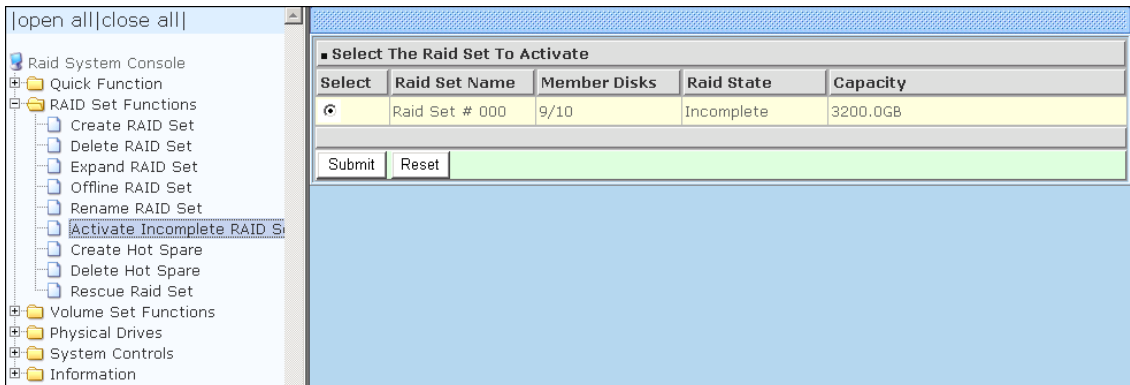 |open all|close all|
Raid System Console
Quick Function
RAID Set Functions
Create RAID Set
Delete RAID Set
Expand RAID Set
Offline RAID Set
Rename RAID Set
Activate Incomplete RAID
Create Hot Spare
Delete Hot Spare
Rescue Raid Set
Volume Set Functions
Physical Drives
System Controls
Information
Select The Raid Set To Activate
Select Raid Set Name Member Disks Raid State Capacity
Raid Set # 000 9/10 Incomplete 3200.0GB
Submit Reset